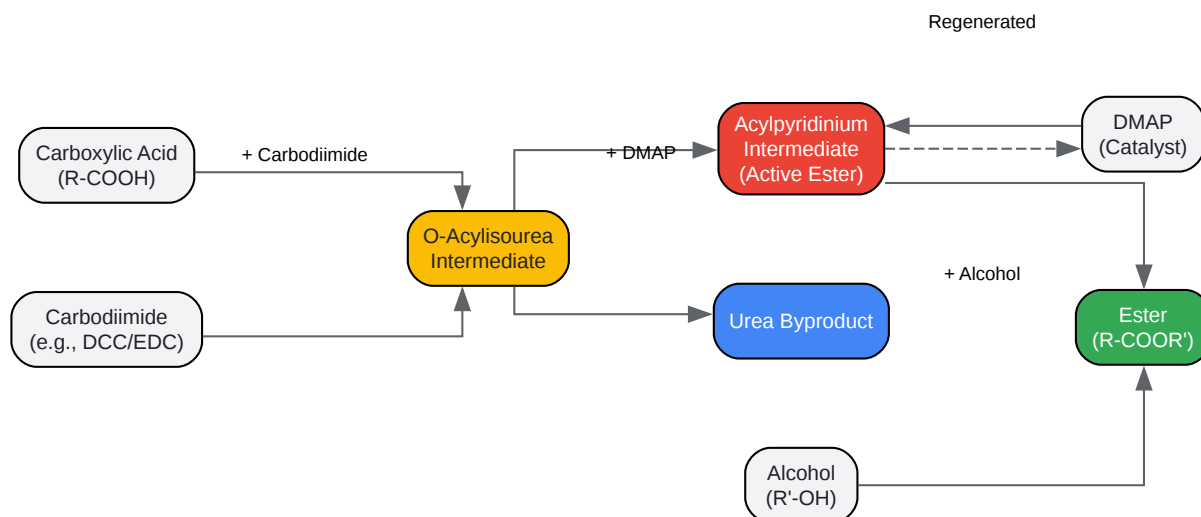 Regenerated
Carboxylic Acid
(R-COOH)
+ Carbodiimide
+ DMAP
Acylpyridinium
Intermediate
(Active Ester)
DMAP
(Catalyst)
O-Acylisourea
Intermediate
+ Alcohol
Carbodiimide
(e.g., DCC/EDC)
Urea Byproduct
Ester
(R-COOR')
Alcohol
(R'-OH)